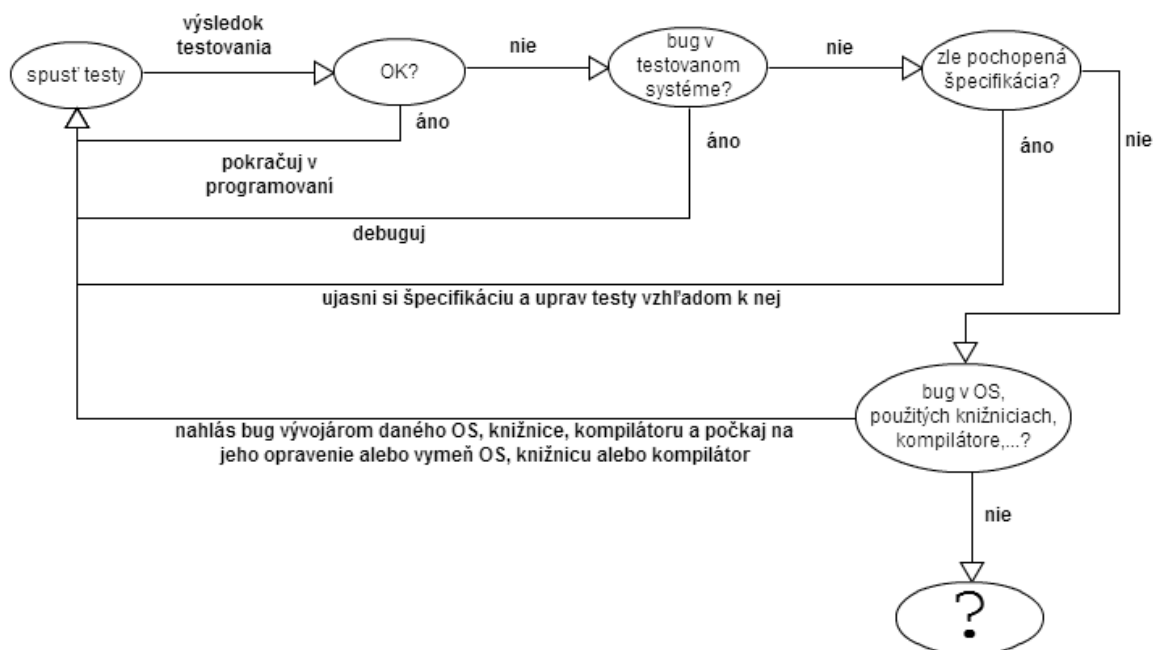 výsledok
testovania
spusť testy
OK?
nie
bug v
testovanom
systéme?
nie
zle pochopená
špecifikácia?
áno
áno
áno
nie
pokračuj v
programovaní
debuguj
ujasni si špecifikáciu a uprav testy vzhľadom k nej
bug v OS,
použitých knižniciach,
kompilátore,...?
nahlás bug vývojárom daného OS, knižnice, kompilátoru a počkaj na
jeho opravenie alebo vymeň OS, knižnicu alebo kompilátor
nie
?